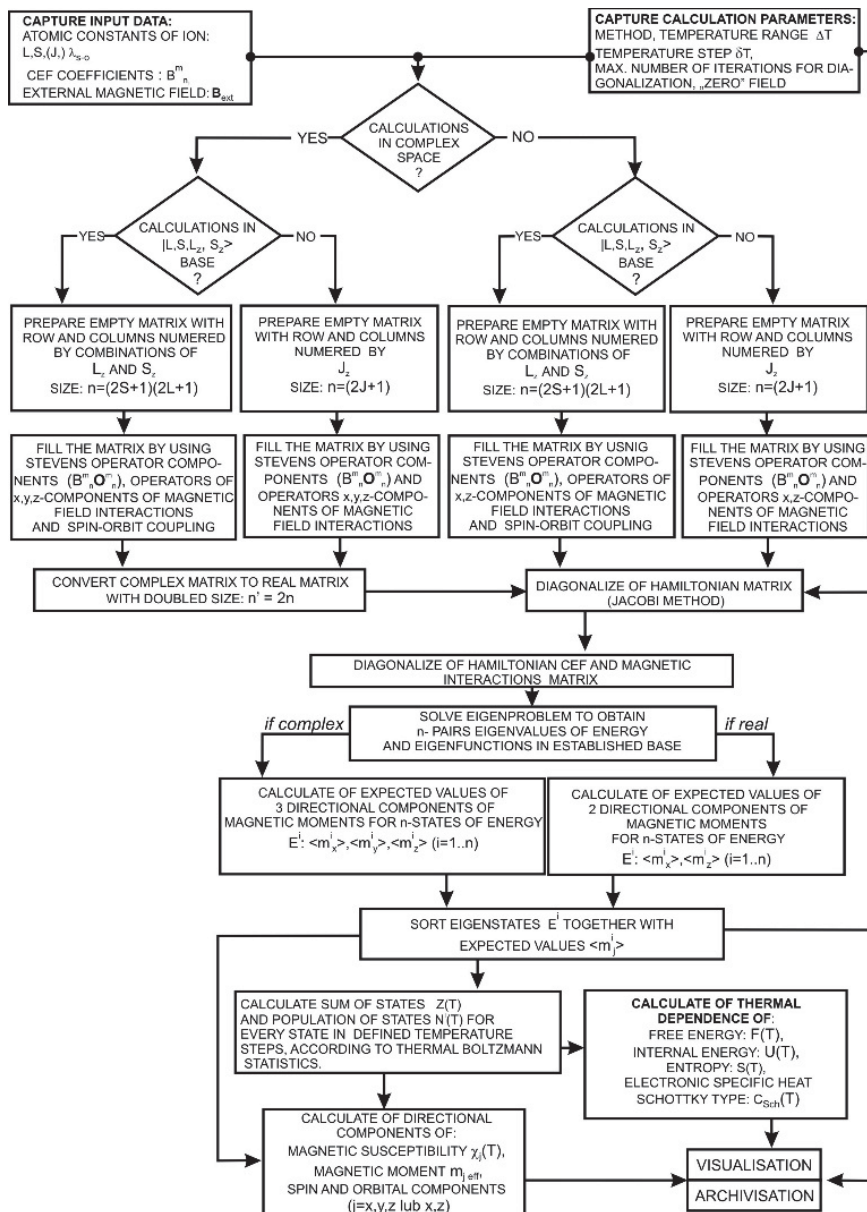 CAPTURE INPUT DATA:
ATOMIC CONSTANTS OF ION:
L,S,(J,) λs-o
CEF COEFFICIENTS : Bᵐₙ,
EXTERNAL MAGNETIC FIELD: Bext
CAPTURE CALCULATION PARAMETERS:
METHOD, TEMPERATURE RANGE ΔT
TEMPERATURE STEP δT,
MAX. NUMBER OF ITERATIONS FOR DIA-
GONALIZATION, „ZERO" FIELD
CALCULATIONS
IN COMPLEX
SPACE
?
YES
NO
CALCULATIONS IN
|L,S,Lz, Sz>
BASE
?
YES
NO
CALCULATIONS IN
|L,S,Lz, Sz>
BASE
?
YES
NO
PREPARE EMPTY MATRIX WITH
ROW AND COLUMNS NUMERED
BY COMBINATIONS OF
Lz AND Sz
SIZE: n=(2S+1)(2L+1)
PREPARE EMPTY MATRIX
WITH ROW AND COLUMNS
NUMERED BY
Jz
SIZE: n=(2J+1)
PREPARE EMPTY MATRIX WITH
ROW AND COLUMNS NUMERED
BY COMBINATIONS OF
Lz AND Sz
SIZE: n=(2S+1)(2L+1)
PREPARE EMPTY MATRIX
WITH ROW AND COLUMNS
NUMERED BY
Jz
SIZE: n=(2J+1)
FILL THE MATRIX BY USING
STEVENS OPERATOR COMPO-
NENTS (BᵐₙOᵐₙ), OPERATORS OF
x,y,z-COMPONENTS OF MAGNETIC
FIELD INTERACTIONS
AND SPIN-ORBIT COUPLING
FILL THE MATRIX BY USING
STEVENS OPERATOR COM-
PONENTS (BᵐₙOᵐₙ) AND
OPERATORS x,y,z-COMPO-
NENTS OF MAGNETIC
FIELD INTERACTIONS
FILL THE MATRIX BY USNIG
STEVENS OPERATOR COMPO-
NENTS (BᵐₙOᵐₙ), OPERATORS OF
x,z-COMPONENTS OF MAGNETIC
FIELD INTERACTIONS
AND SPIN-ORBIT COUPLING
FILL THE MATRIX BY USING
STEVENS OPERATOR COM-
PONENTS (BᵐₙOᵐₙ) AND
OPERATORS x,z-COMPO-
NENTS OF MAGNETIC
FIELD INTERACTIONS
CONVERT COMPLEX MATRIX TO REAL MATRIX
WITH DOUBLED SIZE: n' = 2n
DIAGONALIZE OF HAMILTONIAN MATRIX
(JACOBI METHOD)
DIAGONALIZE OF HAMILTONIAN CEF AND MAGNETIC
INTERACTIONS MATRIX
if complex
SOLVE EIGENPROBLEM TO OBTAIN
n- PAIRS EIGENVALUES OF ENERGY
AND EIGENFUNCTIONS IN ESTABLISHED BASE
if real
CALCULATE OF EXPECTED VALUES OF
3 DIRECTIONAL COMPONENTS OF
MAGNETIC MOMENTS FOR n-STATES OF ENERGY
Eⁱ: <mⁱx>,<mⁱy>,<mⁱz> (i=1..n)
CALCULATE OF EXPECTED VALUES OF
2 DIRECTIONAL COMPONENTS OF
MAGNETIC MOMENTS
FOR n-STATES OF ENERGY
Eⁱ: <mⁱx>,<mⁱz> (i=1..n)
SORT EIGENSTATES Eⁱ TOGETHER WITH
EXPECTED VALUES <mⁱj>
CALCULATE SUM OF STATES Z(T)
AND POPULATION OF STATES N(T) FOR
EVERY STATE IN DEFINED TEMPERATURE
STEPS, ACCORDING TO THERMAL BOLTZMANN
STATISTICS.
CALCULATE OF THERMAL
DEPENDENCE OF:
FREE ENERGY: F(T),
INTERNAL ENERGY: U(T),
ENTROPY: S(T),
ELECTRONIC SPECIFIC HEAT
SCHOTTKY TYPE: CSch(T)
CALCULATE OF DIRECTIONAL
COMPONENTS OF:
MAGNETIC SUSCEPTIBILITY χj(T),
MAGNETIC MOMENT mj eff,
SPIN AND ORBITAL COMPONENTS
(j=x,y,z lub x,z)
VISUALISATION
ARCHIVISATION